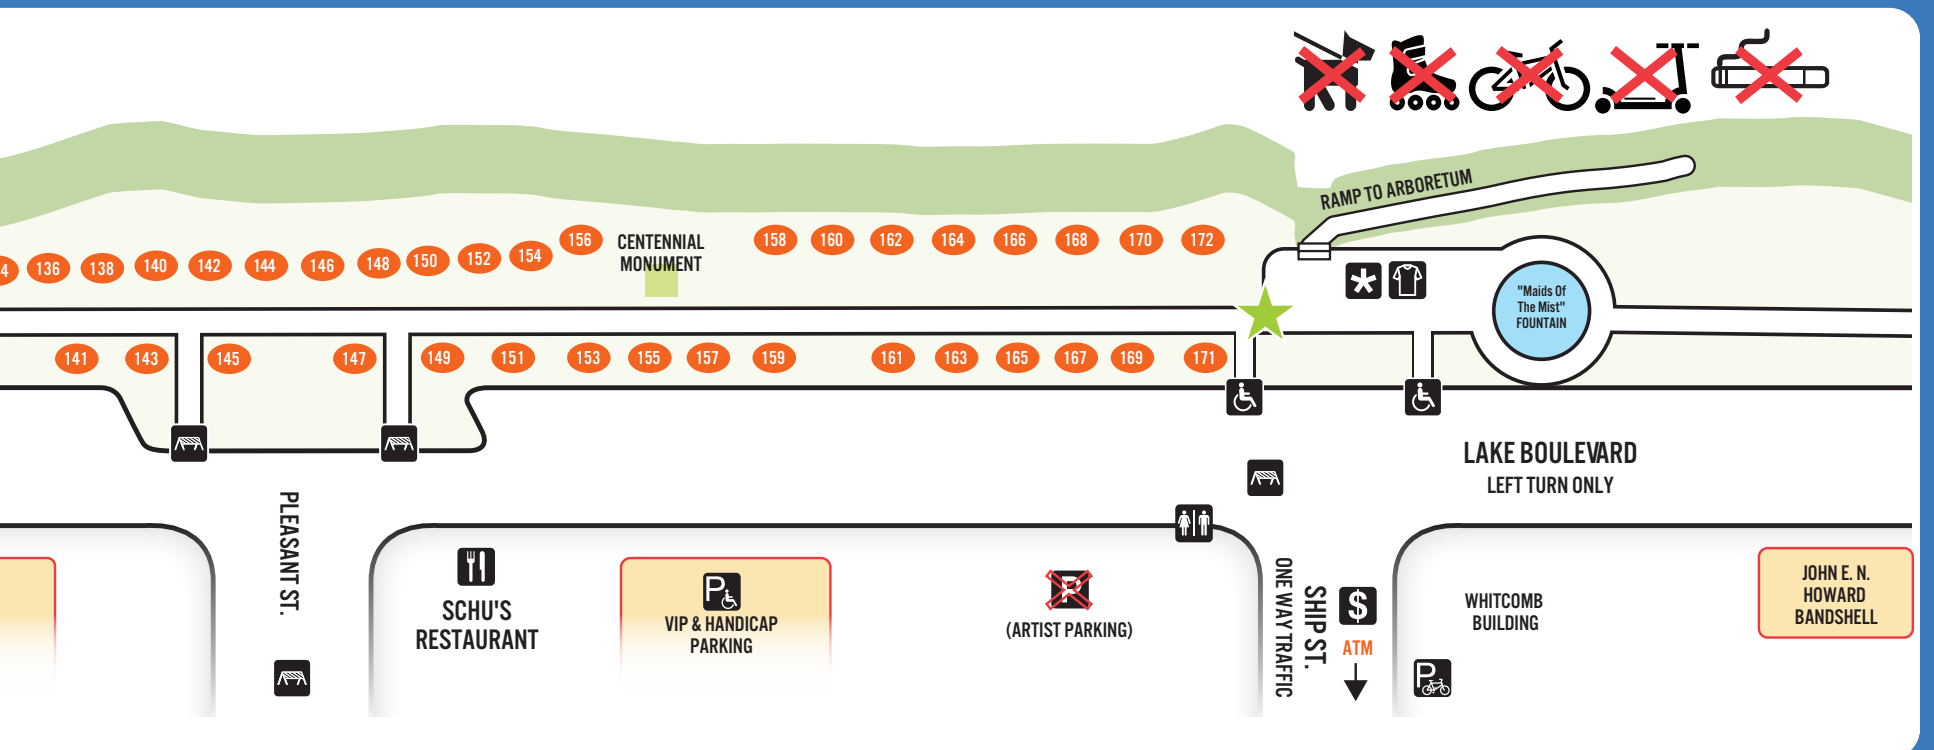 RAMP TO ARBORETUM
156
CENTENNIAL
MONUMENT
158
160
162
164
166
168
170
172
4
136
138
140
142
144
146
148
150
152
154
"Maids Of
The Mist"
FOUNTAIN
141
143
145
147
149
151
153
155
157
159
161
163
165
167
169
171
LAKE BOULEVARD
LEFT TURN ONLY
PLEASANT ST.
SCHU'S
RESTAURANT
P
VIP & HANDICAP
PARKING
P
(ARTIST PARKING)
ONE WAY TRAFFIC
SHIP ST.
$
ATM
P
WHITCOMB
BUILDING
JOHN E. N.
HOWARD
BANDSHELL